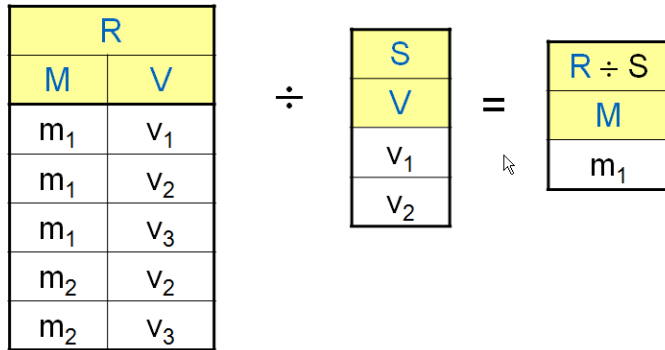 R
M V
m₁ v₁
m₁ v₂
m₁ v₃
m₂ v₂
m₂ v₃
÷
S
V
v₁
v₂
=
R ÷ S
M
m₁